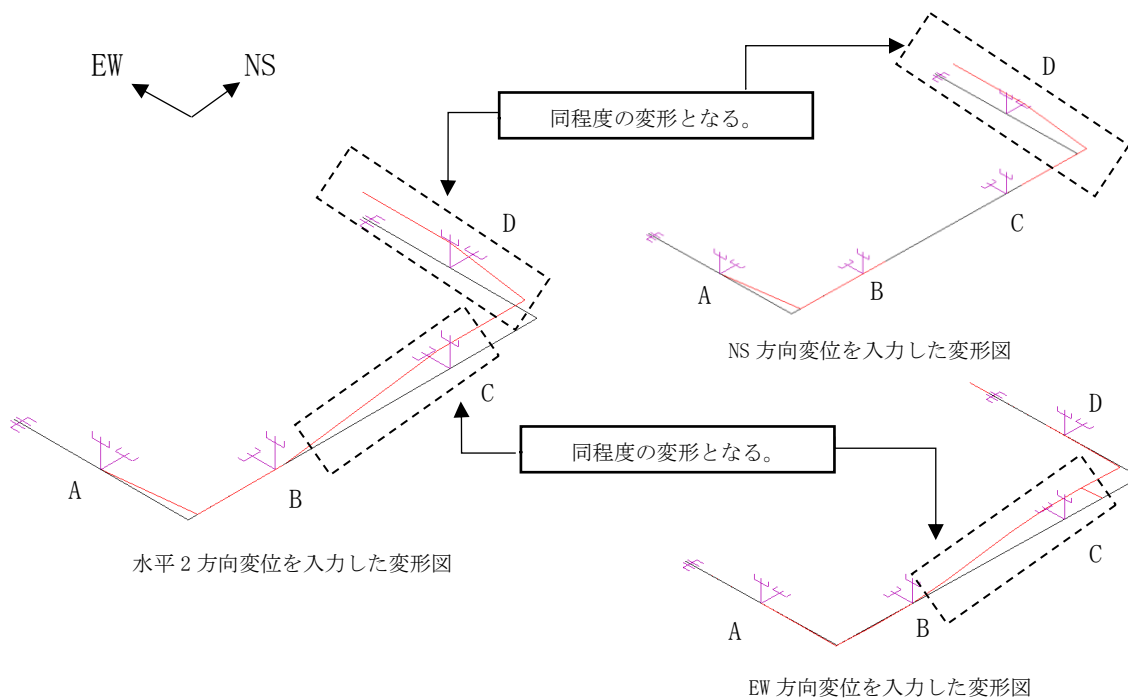 EW
NS
同程度の変形となる。
D
C
B
A
NS 方向変位を入力した変形図
D
C
B
A
水平 2 方向変位を入力した変形図
同程度の変形となる。
D
C
B
A
EW 方向変位を入力した変形図